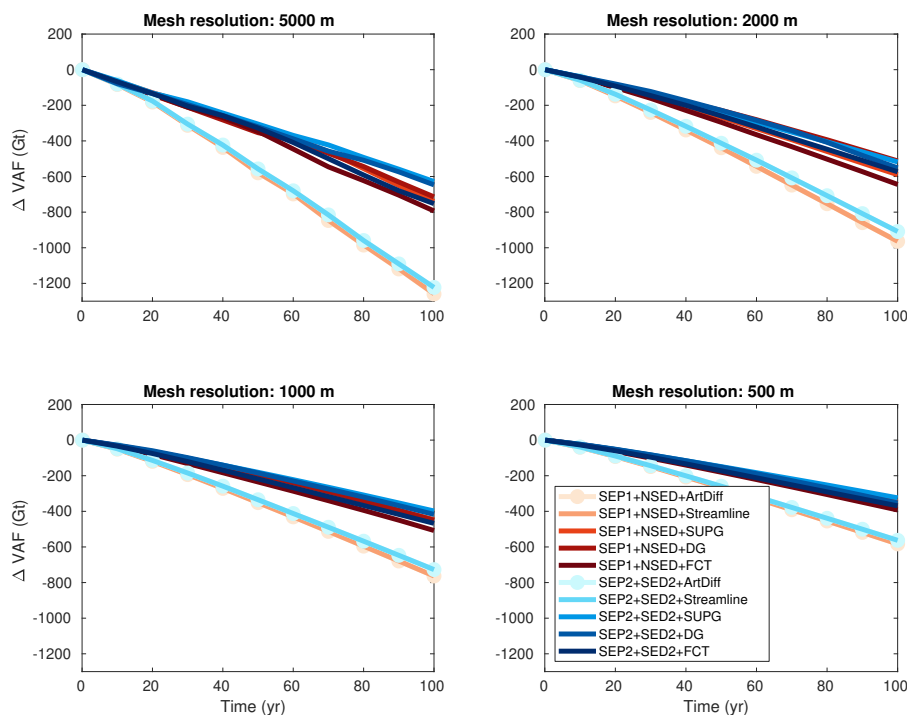 Mesh resolution: 5000 m
200
0
-200
-400
-600
-800
-1000
-1200
Δ VAF (Gt)
0 20 40 60 80 100
Mesh resolution: 2000 m
200
0
-200
-400
-600
-800
-1000
-1200
0 20 40 60 80 100
Mesh resolution: 1000 m
200
0
-200
-400
-600
-800
-1000
-1200
Δ VAF (Gt)
0 20 40 60 80 100
Time (yr)
Mesh resolution: 500 m
200
0
-200
-400
-600
-800
-1000
-1200
SEP1+NSED+ArtDiff
SEP1+NSED+Streamline
SEP1+NSED+SUPG
SEP1+NSED+DG
SEP1+NSED+FCT
SEP2+SED2+ArtDiff
SEP2+SED2+Streamline
SEP2+SED2+SUPG
SEP2+SED2+DG
SEP2+SED2+FCT
0 20 40 60 80 100
Time (yr)